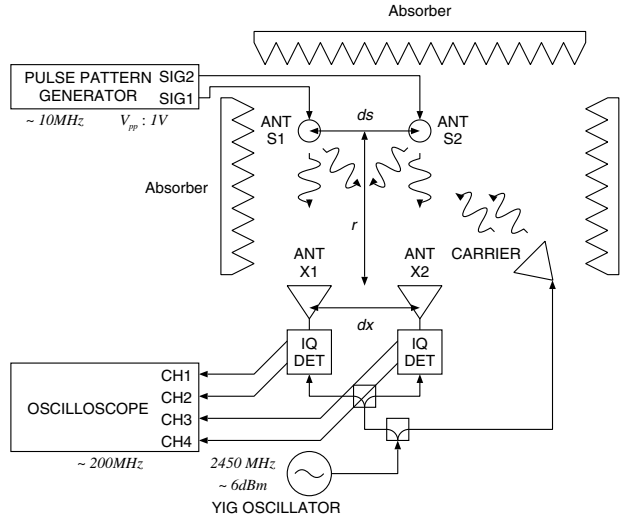 Absorber
PULSE PATTERN
GENERATOR
SIG2
SIG1
~ 10MHz
Vpp : 1V
ANT
S1
ds
ANT
S2
Absorber
r
ANT
X1
ANT
X2
CARRIER
dx
IQ
DET
IQ
DET
OSCILLOSCOPE
CH1
CH2
CH3
CH4
~ 200MHz
2450 MHz
~ 6dBm
YIG OSCILLATOR